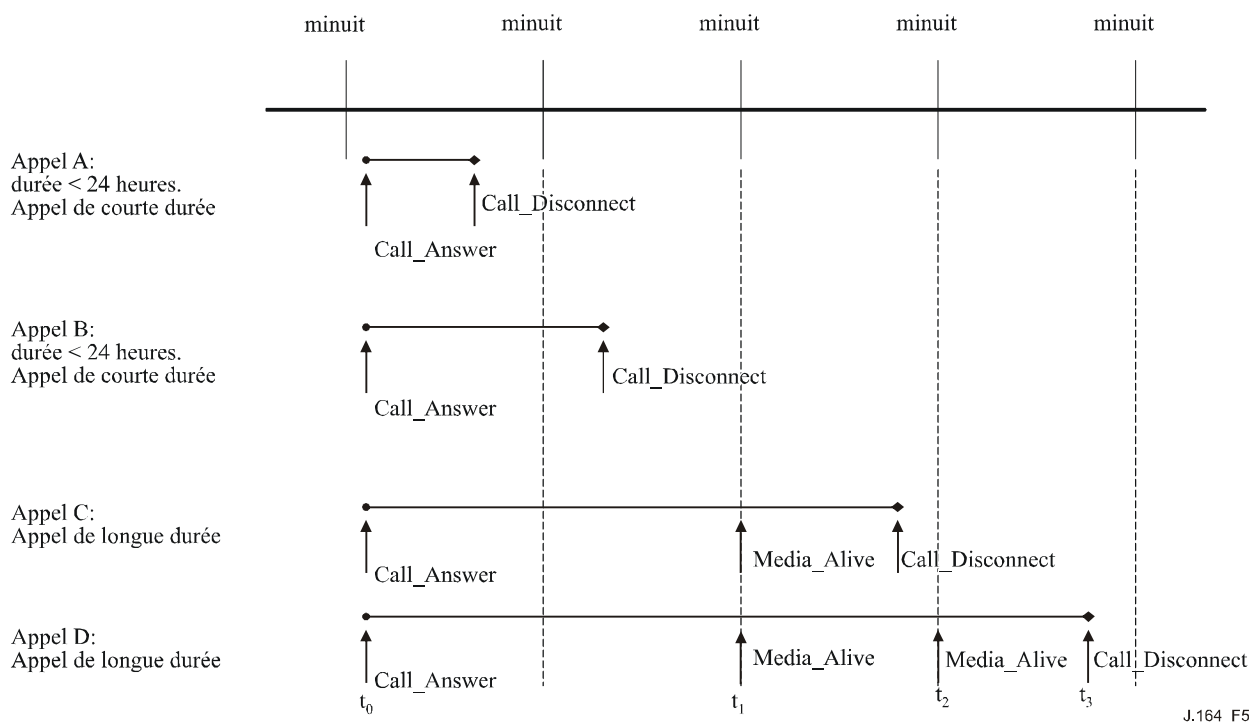 minuit minuit minuit minuit minuit
Appel A:
durée < 24 heures.
Appel de courte durée
Call_Disconnect
Call_Answer
Appel B:
durée < 24 heures.
Appel de courte durée
Call_Disconnect
Call_Answer
Appel C:
Appel de longue durée
Media_Alive Call_Disconnect
Call_Answer
Appel D:
Appel de longue durée
Media_Alive Media_Alive Call_Disconnect
Call_Answer
t0 t1 t2 t3
J.164_F5